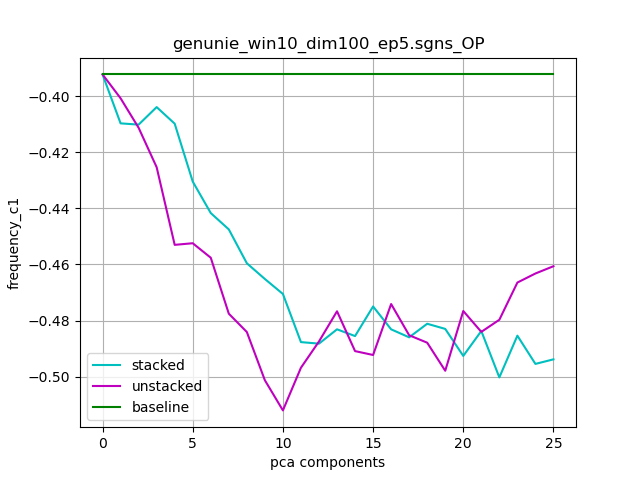 genunie_win10_dim100_ep5.sgns_OP
−0.40
−0.42
−0.44
−0.46
−0.48
−0.50
frequency_c1
stacked
unstacked
baseline
0 5 10 15 20 25
pca components